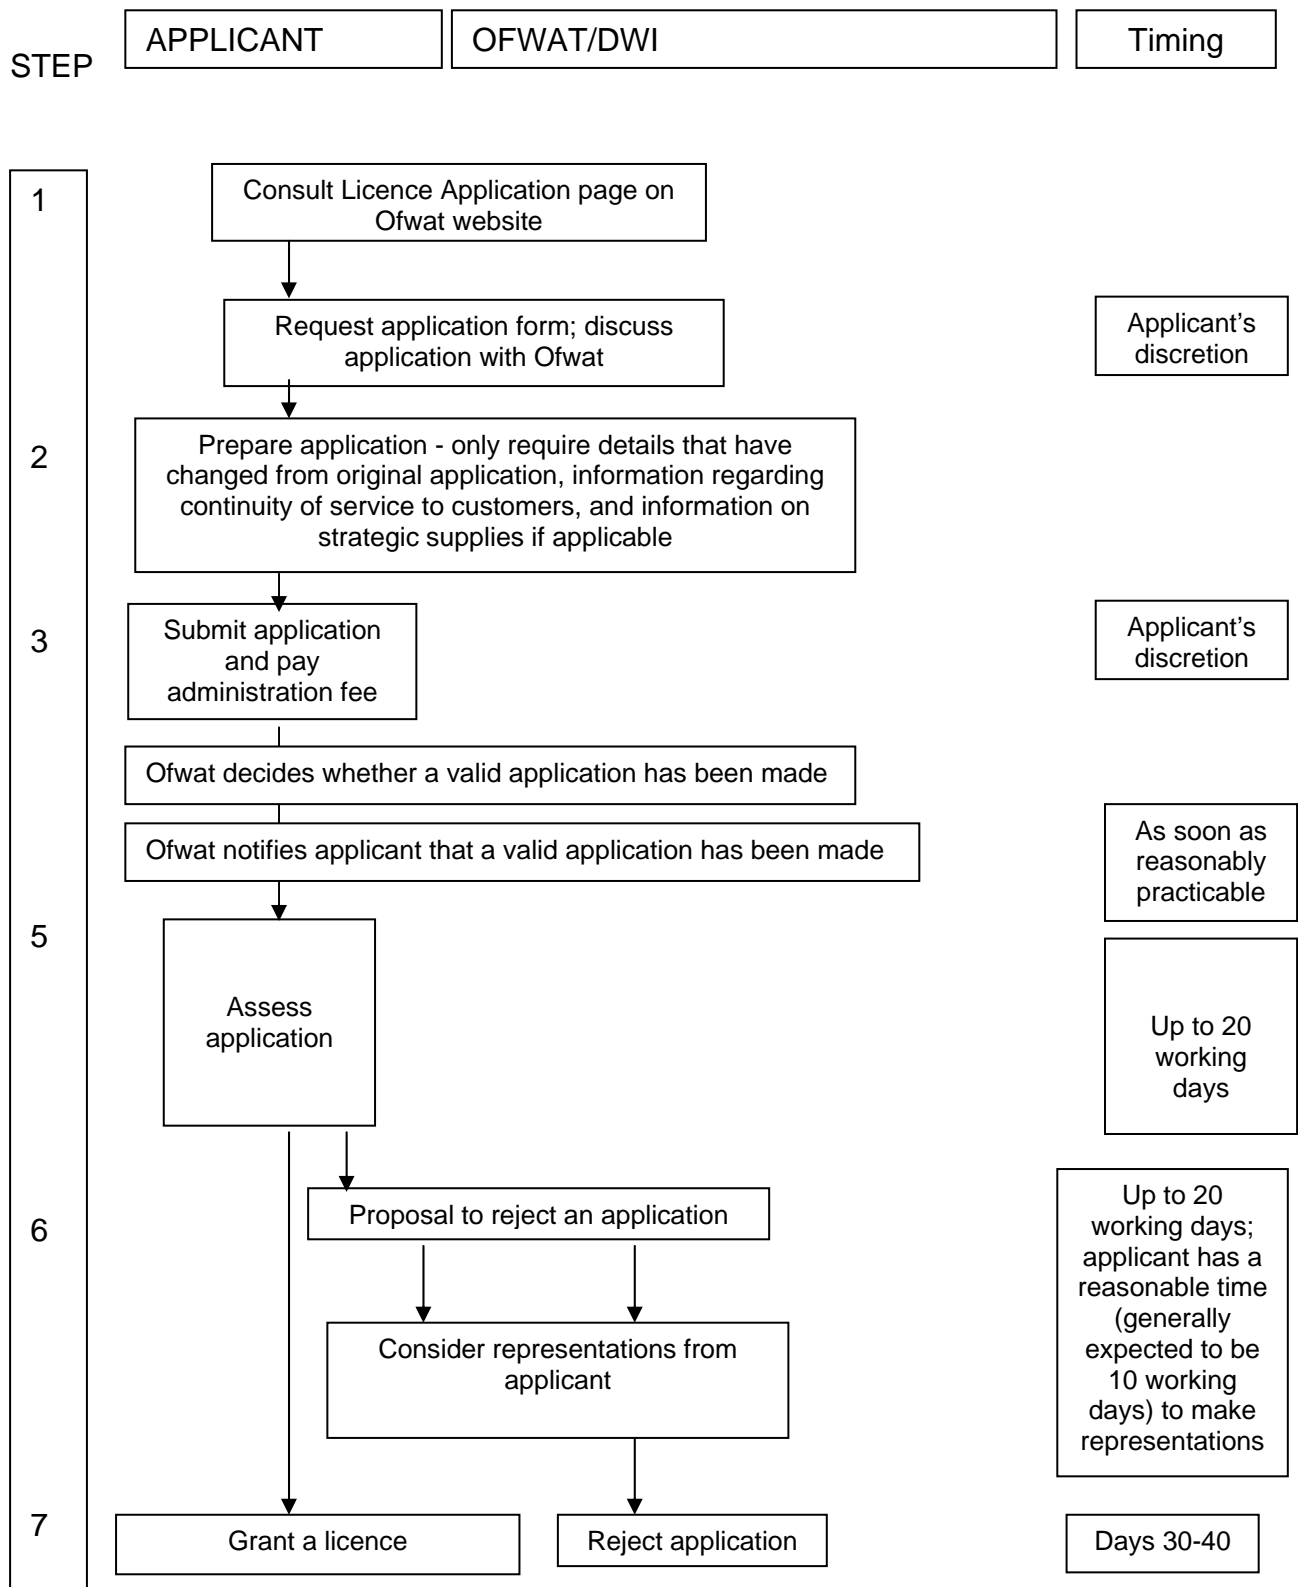 STEP
APPLICANT
OFWAT/DWI
Timing
1
Consult Licence Application page on
Ofwat website
Request application form; discuss
application with Ofwat
Applicant's
discretion
2
Prepare application - only require details that have
changed from original application, information regarding
continuity of service to customers, and information on
strategic supplies if applicable
3
Submit application
and pay
administration fee
Applicant's
discretion
Ofwat decides whether a valid application has been made
Ofwat notifies applicant that a valid application has been made
As soon as
reasonably
practicable
5
Assess
application
Up to 20
working
days
6
Proposal to reject an application
Consider representations from
applicant
Up to 20
working days;
applicant has a
reasonable time
(generally
expected to be
10 working
days) to make
representations
7
Grant a licence
Reject application
Days 30-40